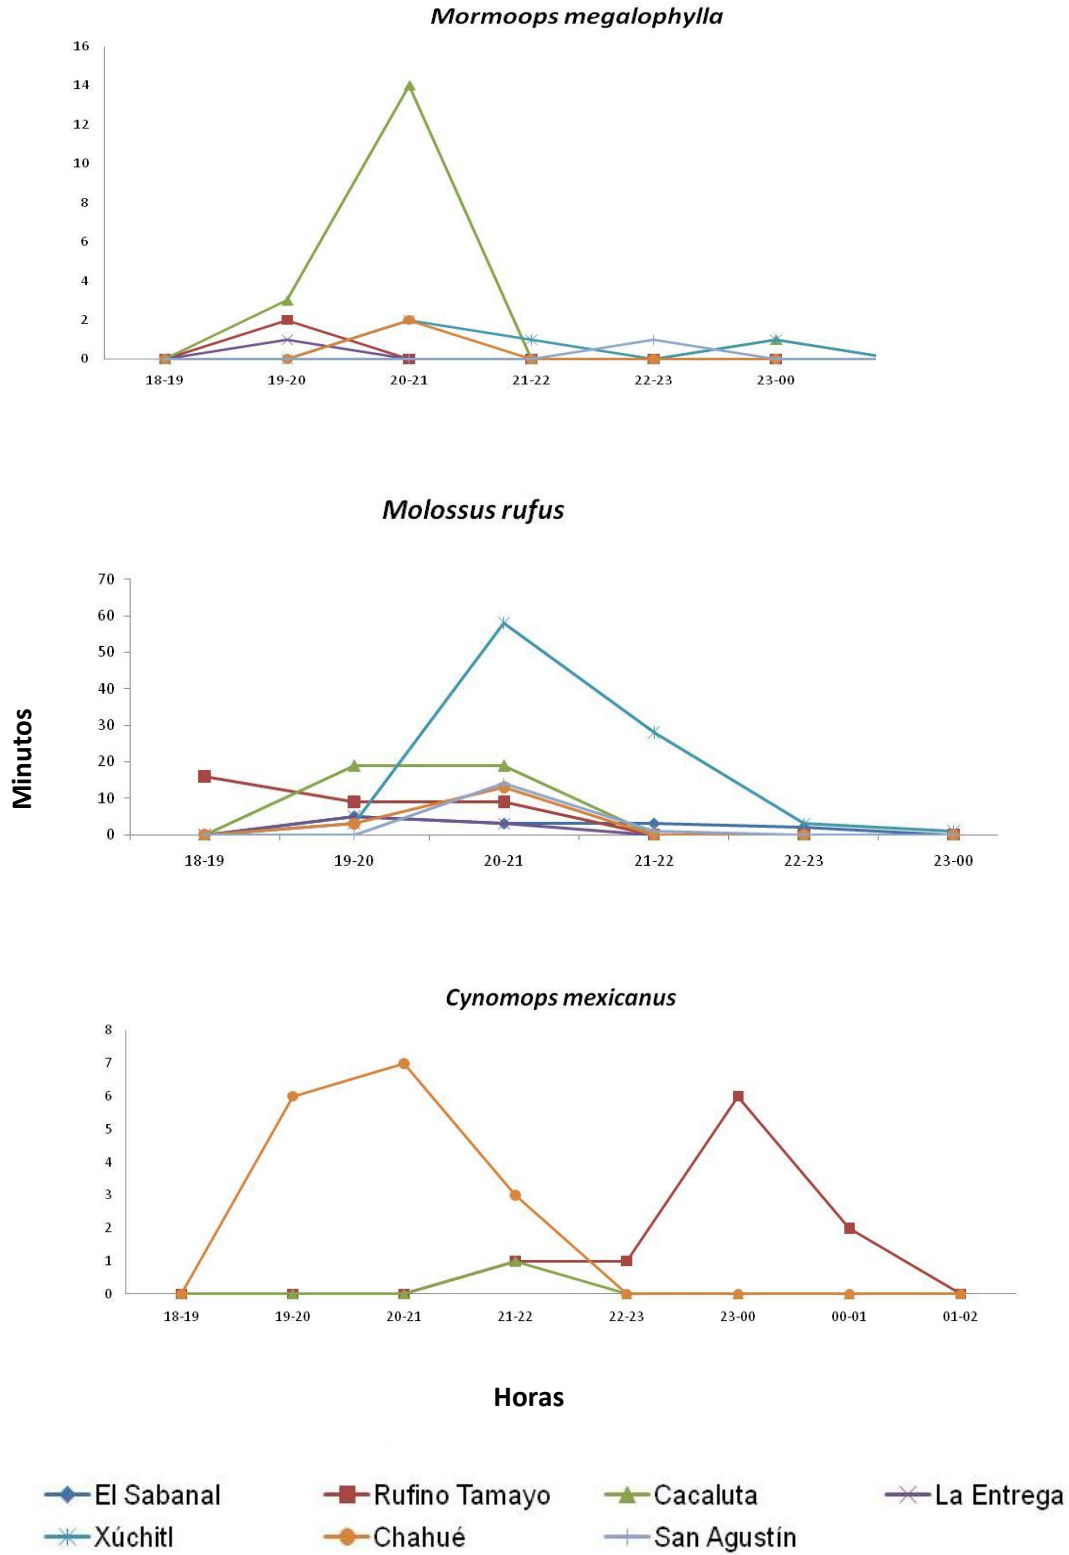 Mormoops megalophylla
16
14
12
10
8
6
4
2
0
18-19 19-20 20-21 21-22 22-23 23-00
Molossus rufus
70
60
50
40
30
20
10
0
18-19 19-20 20-21 21-22 22-23 23-00
Minutos
Cynomops mexicanus
8
7
6
5
4
3
2
1
0
18-19 19-20 20-21 21-22 22-23 23-00 00-01 01-02
Horas
El Sabanal Rufino Tamayo Cacaluta La Entrega
Xúchitl Chahué San Agustín